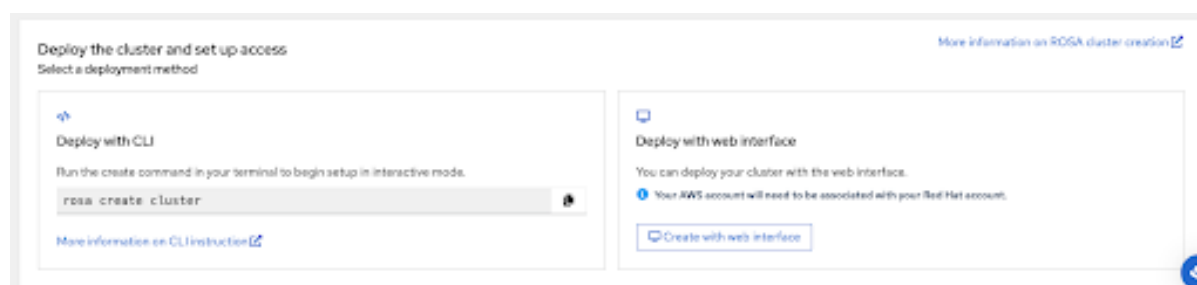 Deploy the cluster and set up access
More information on ROSA cluster creation
Select a deployment method
Deploy with CLI
Run the create command in your terminal to begin setup in interactive mode.
rosa create cluster
More information on CLI instruction
Deploy with web interface
You can deploy your cluster with the web interface.
Your AWS account will need to be associated with your Red Hat account.
Create with web interface